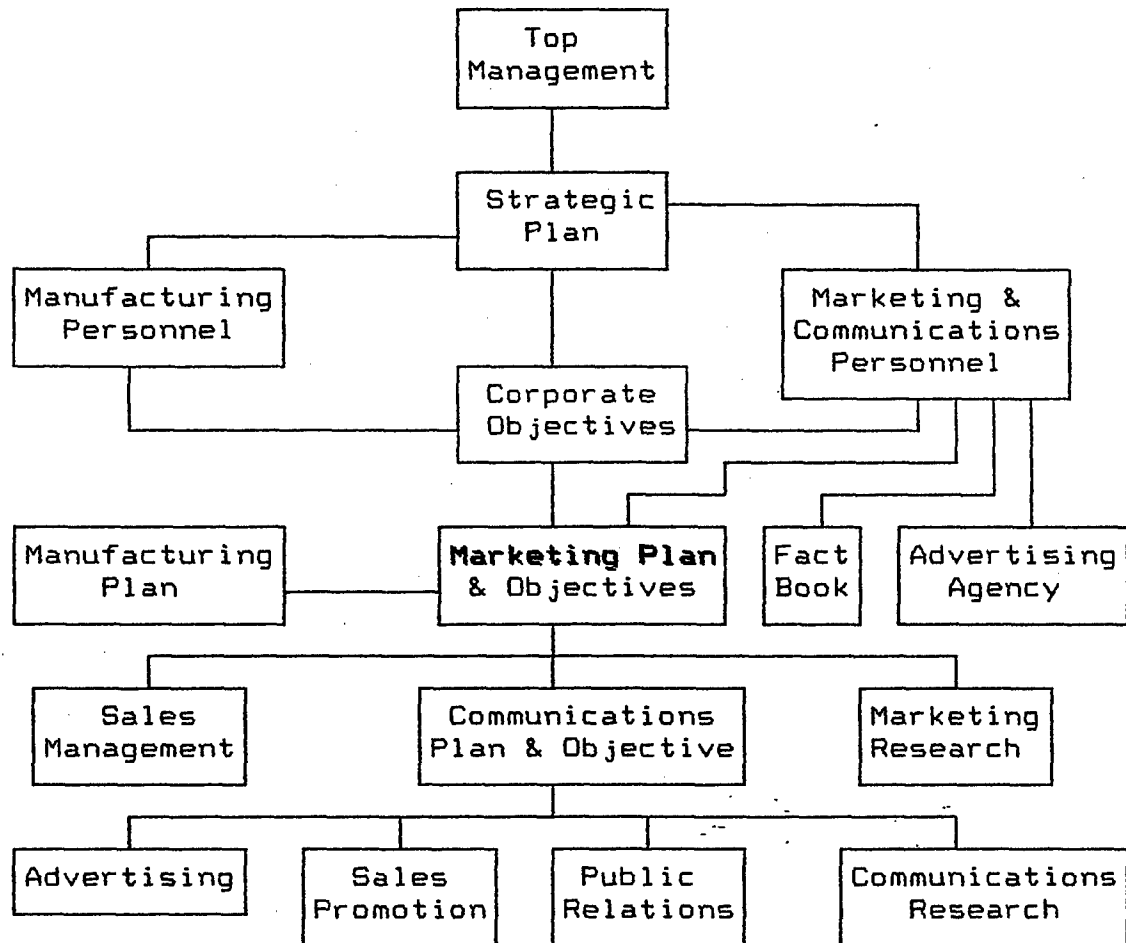 Top
Management
Strategic
Plan
Manufacturing
Personnel
Marketing &
Communications
Personnel
Corporate
Objectives
Manufacturing
Plan
Marketing Plan
& Objectives
Fact
Book
Advertising
Agency
Sales
Management
Communications
Plan & Objective
Marketing
Research
Advertising
Sales
Promotion
Public
Relations
Communications
Research